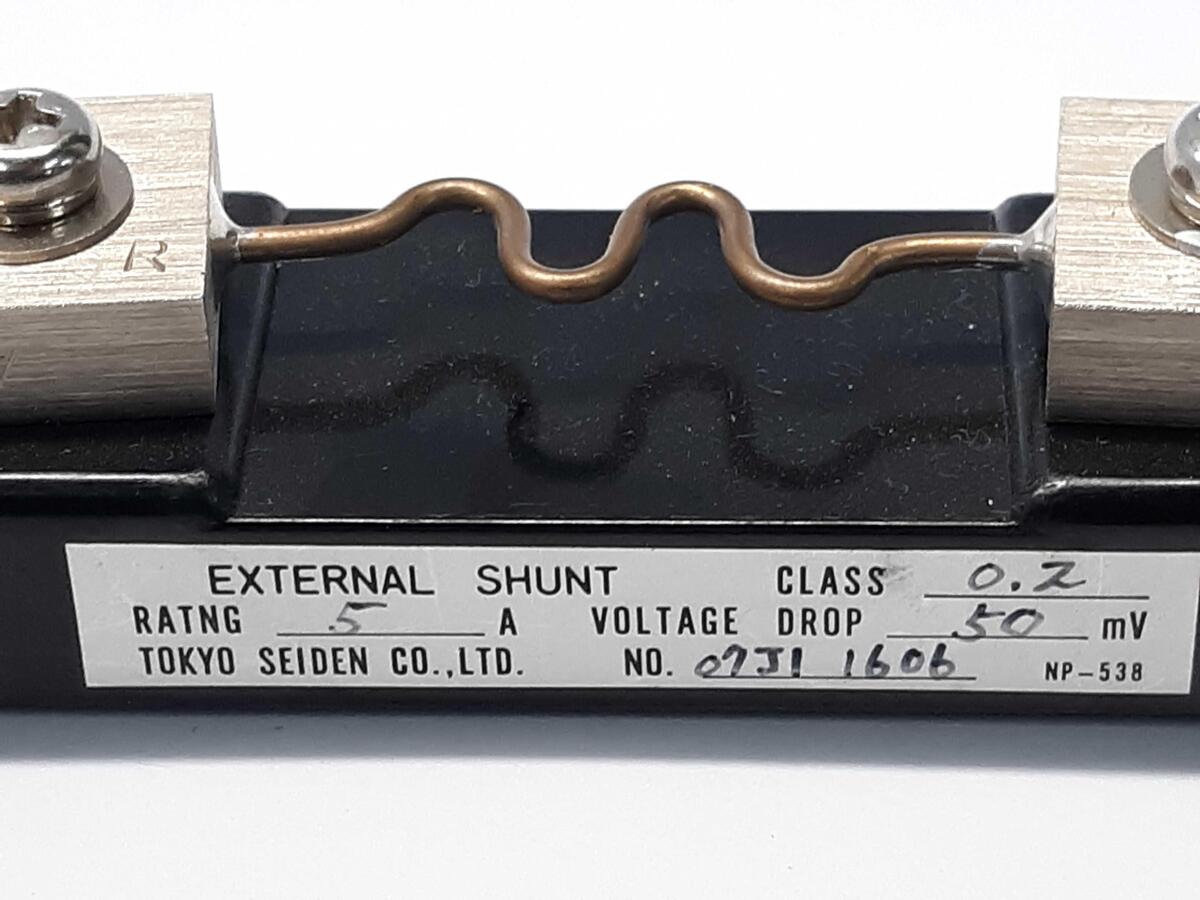 R
EXTERNAL SHUNT CLASS 0.2
RATNG 5 A VOLTAGE DROP 50 mV
TOKYO SEIDEN CO.,LTD. NO. 07J1 1606 NP-538